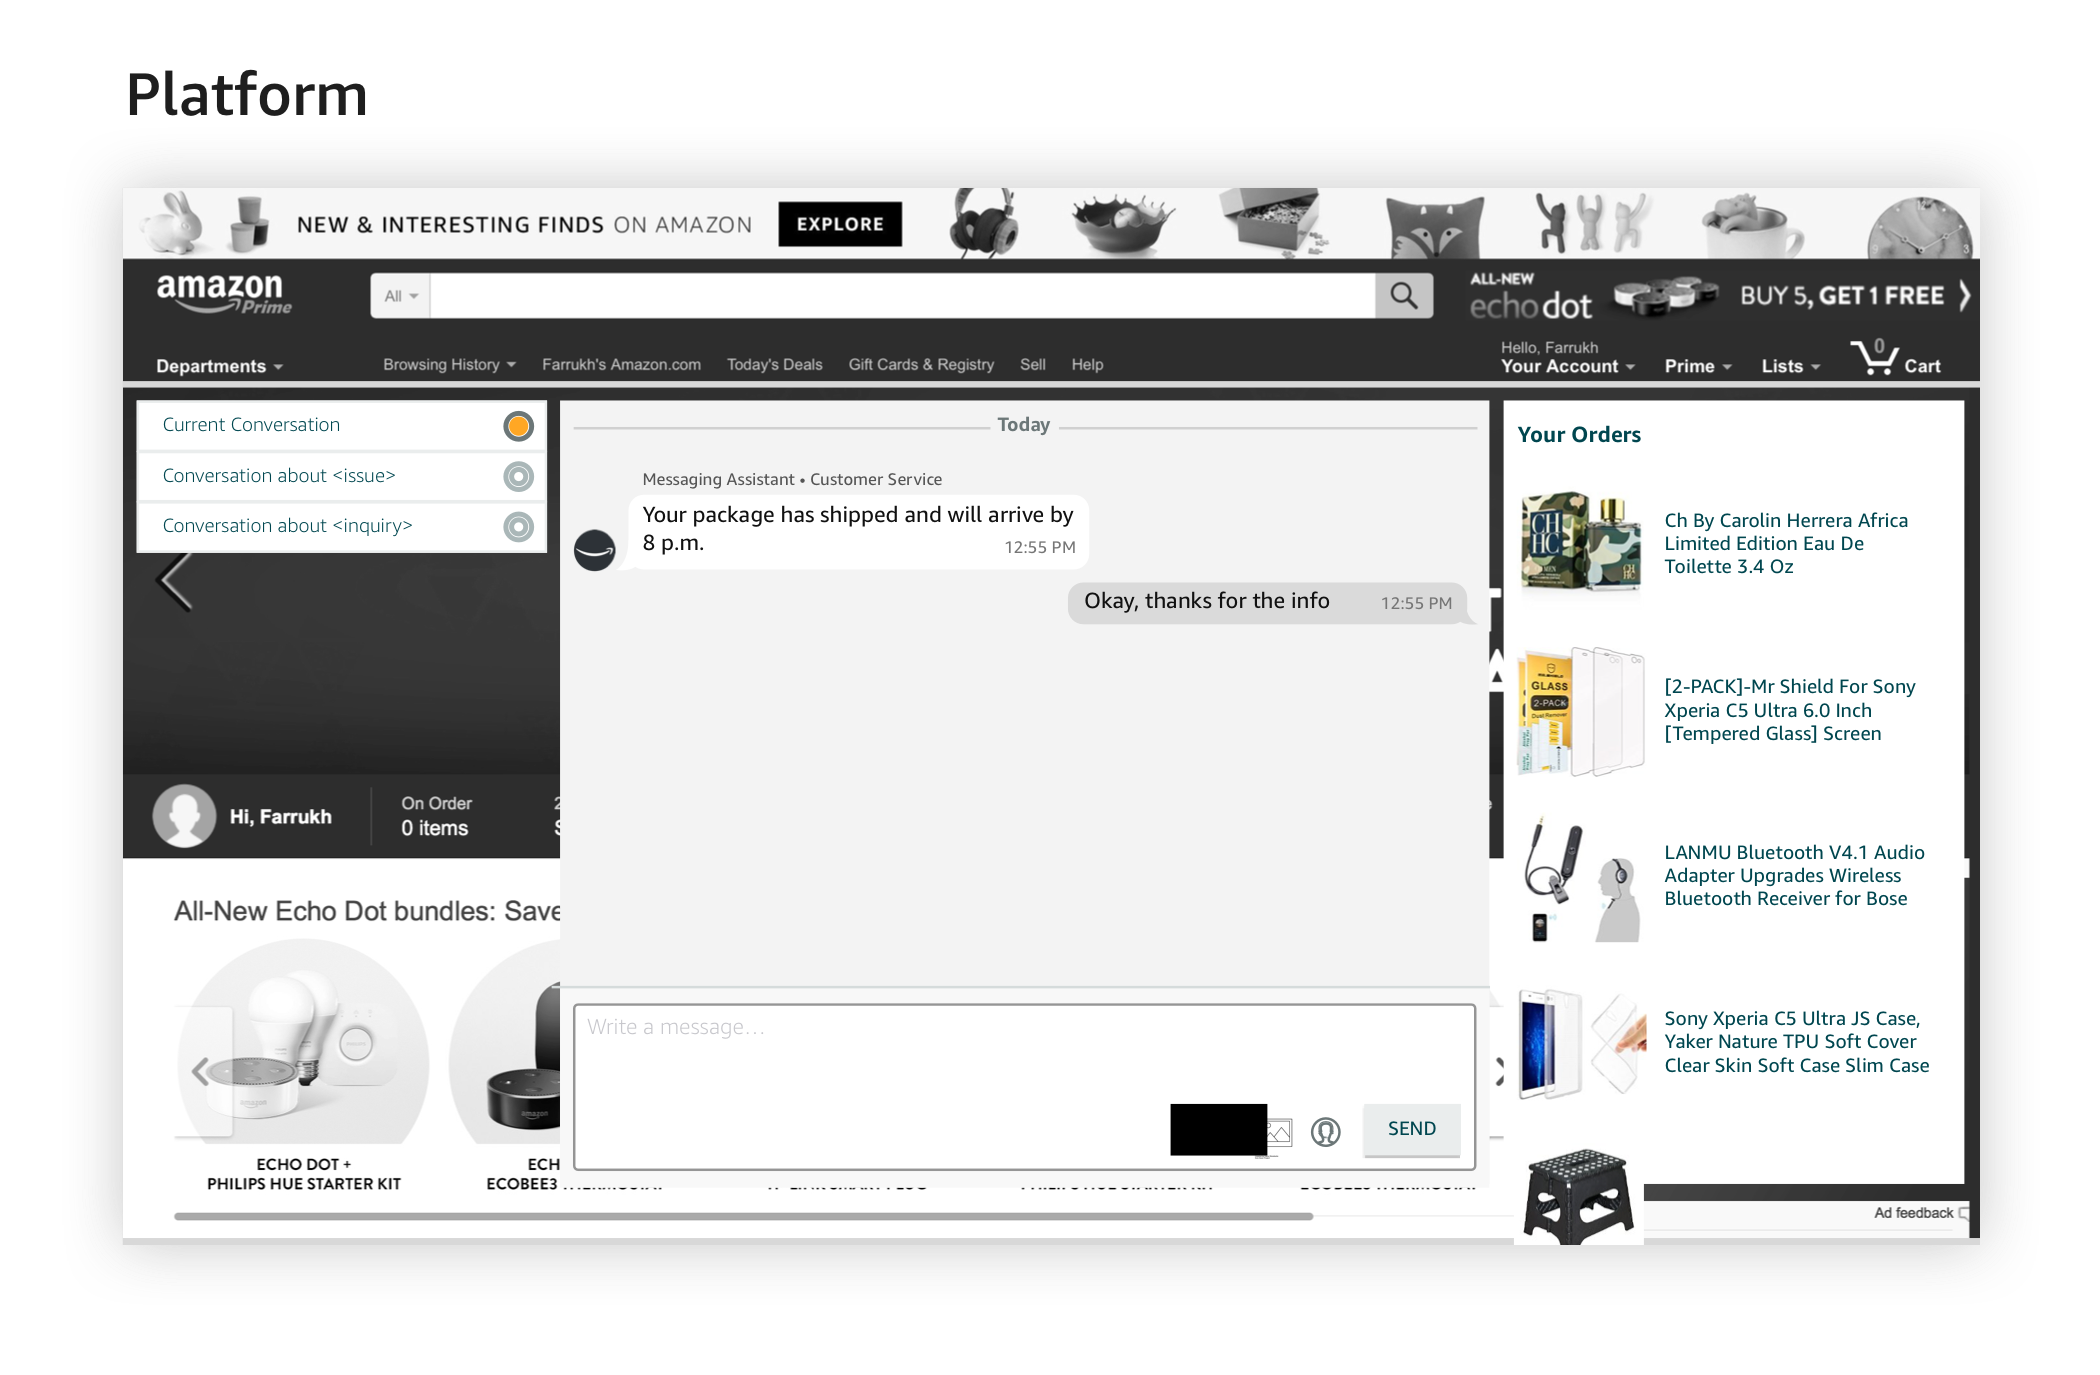 Platform
NEW & INTERESTING FINDS ON AMAZON
EXPLORE
amazon
Prime
All
ALL-NEW
echo dot
BUY 5, GET 1 FREE
Departments
Browsing History
Farrukh's Amazon.com
Today's Deals
Gift Cards & Registry
Sell
Help
Hello, Farrukh
Your Account
Prime
Lists
0
Cart
Current Conversation
Conversation about <issue>
Conversation about <inquiry>
Today
Messaging Assistant • Customer Service
Your package has shipped and will arrive by
8 p.m.
12:55 PM
Okay, thanks for the info
12:55 PM
Write a message...
SEND
Your Orders
CH
HC
Ch By Carolin Herrera Africa
Limited Edition Eau De
Toilette 3.4 Oz
GLASS
2-PACK
[2-PACK]-Mr Shield For Sony
Xperia C5 Ultra 6.0 Inch
[Tempered Glass] Screen
LANMU Bluetooth V4.1 Audio
Adapter Upgrades Wireless
Bluetooth Receiver for Bose
Sony Xperia C5 Ultra JS Case,
Yaker Nature TPU Soft Cover
Clear Skin Soft Case Slim Case
Hi, Farrukh
On Order
0 items
All-New Echo Dot bundles: Save
ECHO DOT +
PHILIPS HUE STARTER KIT
ECH
ECOBEE3
Ad feedback